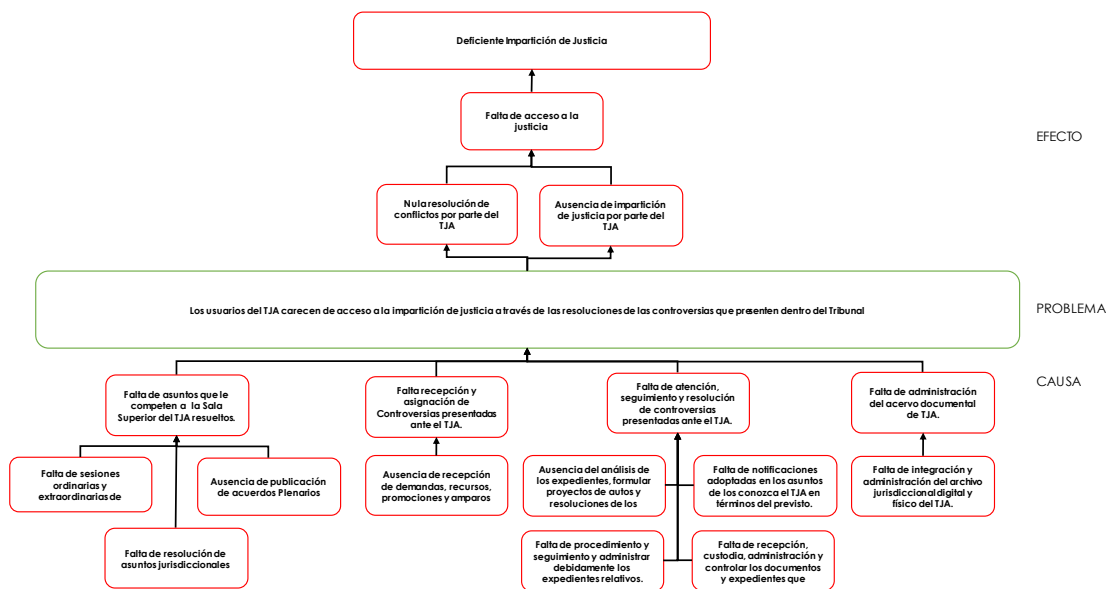 Deficiente Impartición de Justicia
Falta de acceso a la
justicia
EFECTO
Nula resolución de
conflictos por parte del
TJA
Ausencia de impartición
de justicia por parte del
TJA
Los usuarios del TJA carecen de acceso a la impartición de justicia a través de las resoluciones de las controversias que presenten dentro del Tribunal
PROBLEMA
CAUSA
Falta de asuntos que le
competen a la Sala
Superior del TJA resueltos.
Falta recepción y
asignación de
Controversias presentadas
ante el TJA.
Falta de atención,
seguimiento y resolución
de controversias
presentadas ante el TJA.
Falta de administración
del acervo documental
de TJA.
Falta de sesiones
ordinarias y
extraordinarias de
Ausencia de publicación
de acuerdos Plenarios
Ausencia de recepción
de demandas, recursos,
promociones y amparos
Ausencia del análisis de
los expedientes, formular
proyectos de autos y
resoluciones de los
Falta de notificaciones
adoptadas en los asuntos
de los conozca el TJA en
términos del previsto.
Falta de integración y
administración del archivo
jurisdiccional digital y
físico del TJA.
Falta de resolución de
asuntos jurisdiccionales
Falta de procedimiento y
seguimiento y administrar
debidamente los
expedientes relativos.
Falta de recepción,
custodia, administración y
controlar los documentos
y expedientes que